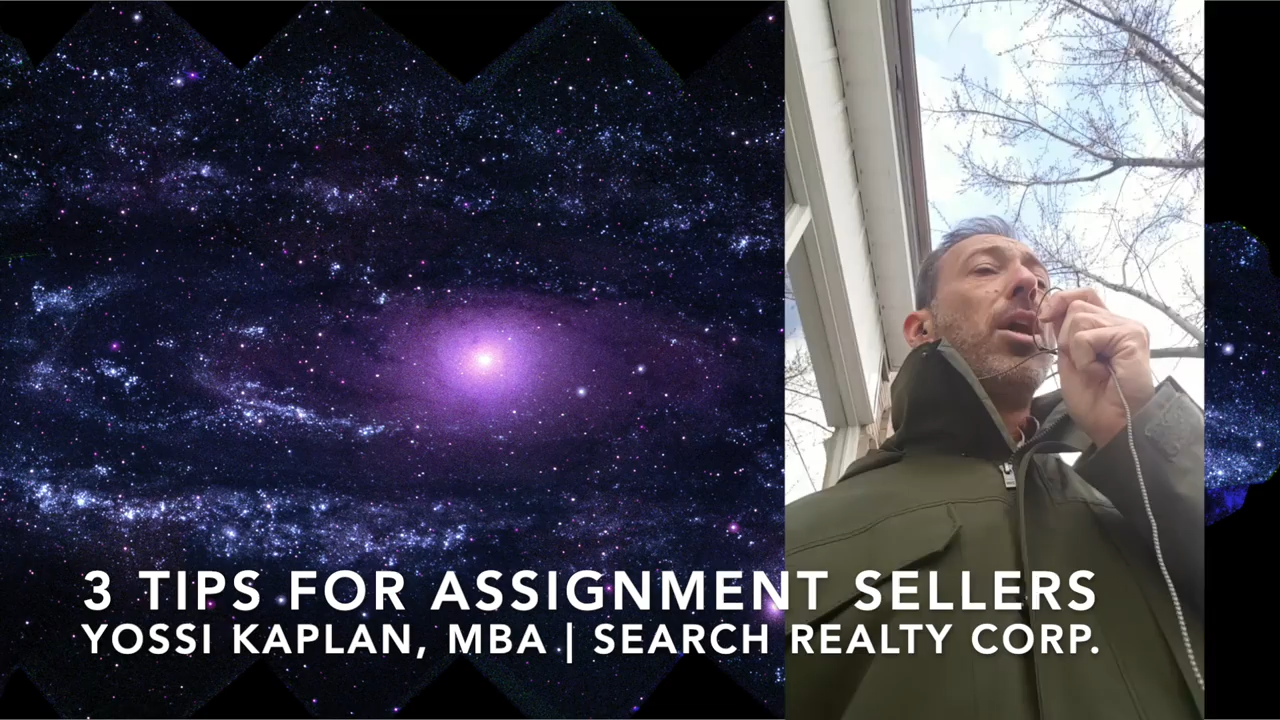 3 TIPS FOR ASSIGNMENT SELLERS
YOSSI KAPLAN, MBA | SEARCH REALTY CORP.